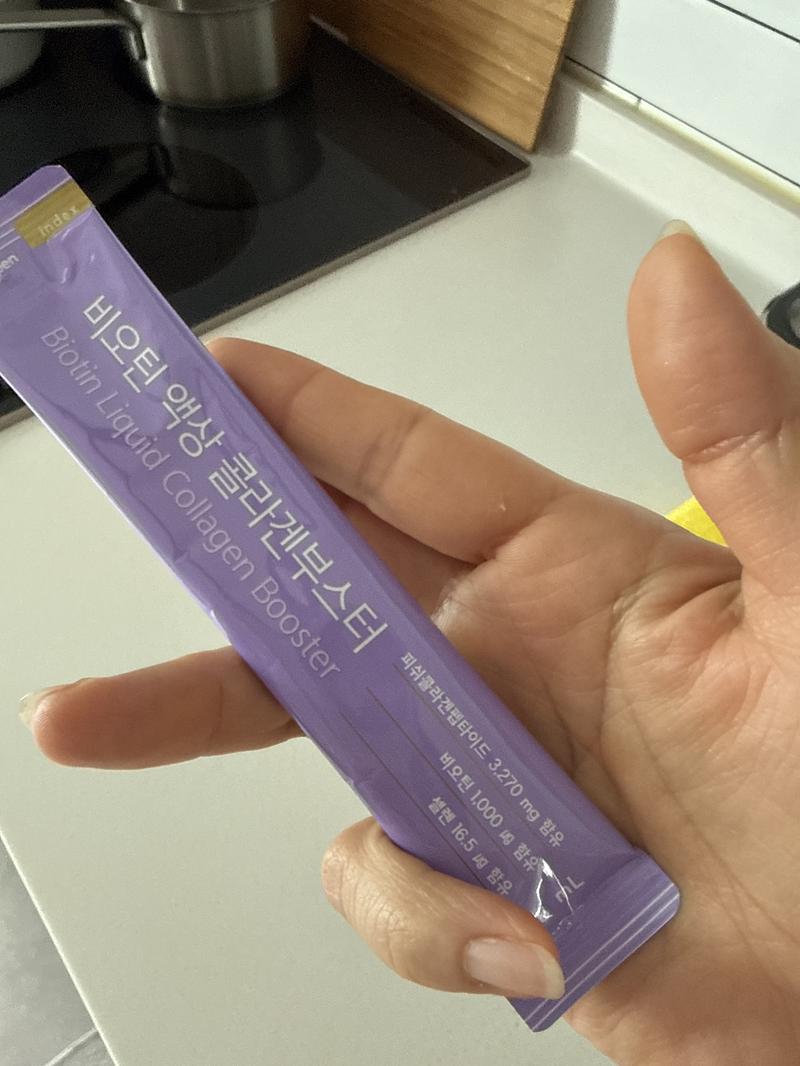 Index
비오틴 액상 콜라겐부스터
Biotin Liquid Collagen Booster
피쉬콜라겐펩타이드 3,270 mg 함유
비오틴 1,000 ㎍ 함유
셀렌 16.5 ㎍ 함유